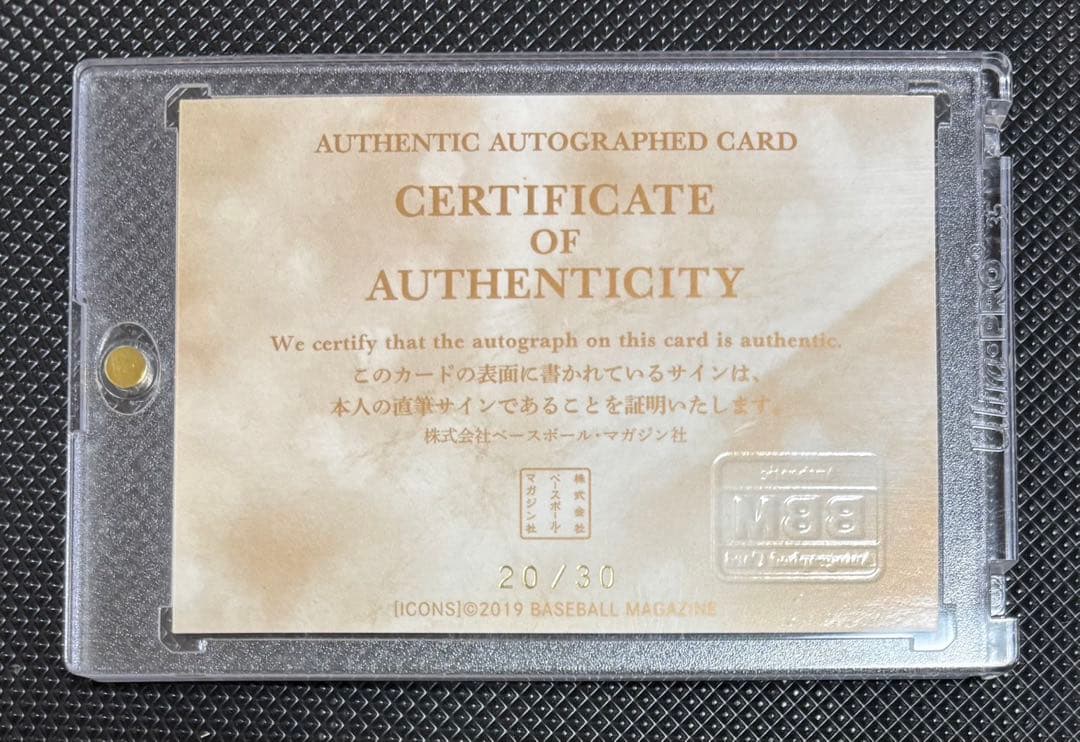 AUTHENTIC AUTOGRAPHED CARD
CERTIFICATE
OF
AUTHENTICITY
We certify that the autograph on this card is authentic.
このカードの表面に書かれているサインは、
本人の直筆サインであることを証明いたします。
株式会社ベースボール・マガジン社
株式会社
ベースボール
マガジン社
20/30
[ICONS]©2019 BASEBALL MAGAZINE
BBM
UltraPRO